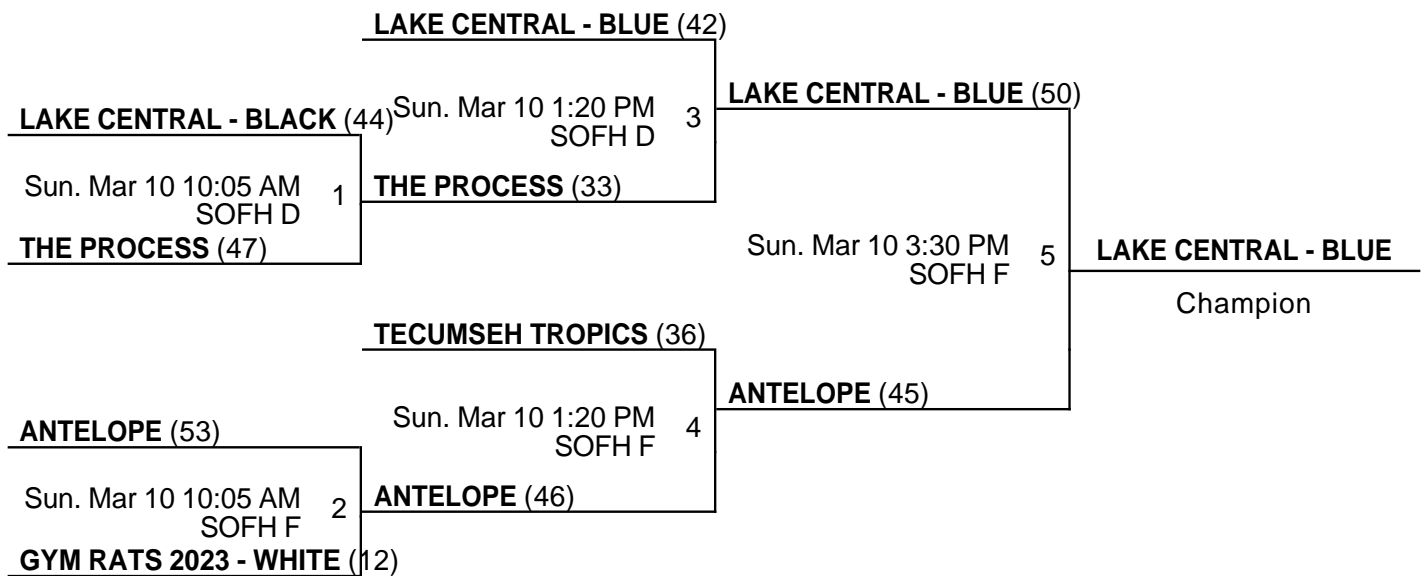 LAKE CENTRAL - BLUE (42)
Sun. Mar 10 1:20 PM
SOFH D
3
LAKE CENTRAL - BLUE (50)
LAKE CENTRAL - BLACK (44)
Sun. Mar 10 10:05 AM
SOFH D
1
THE PROCESS (33)
THE PROCESS (47)
Sun. Mar 10 3:30 PM
SOFH F
5
LAKE CENTRAL - BLUE
Champion
TECUMSEH TROPICS (36)
Sun. Mar 10 1:20 PM
SOFH F
4
ANTELOPE (45)
ANTELOPE (53)
Sun. Mar 10 10:05 AM
SOFH F
2
ANTELOPE (46)
GYM RATS 2023 - WHITE (12)